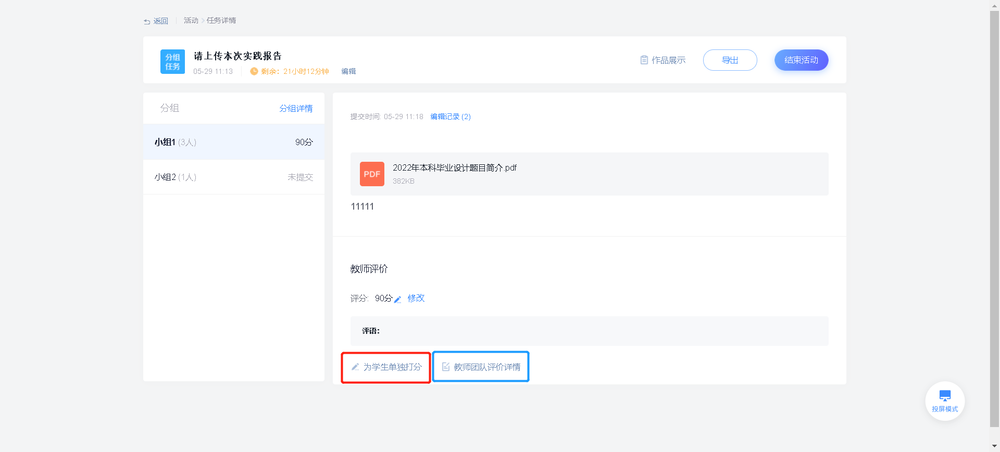 返回 活动 > 任务详情
分组任务
请上传本次实践报告
05-29 11:13 剩余：21小时12分钟 编辑
作品展示 导出 结束活动
分组 分组详情
小组1 (3人) 90分
小组2 (1人) 未提交
提交时间: 05-29 11:18 编辑记录 (2)
PDF
2022年本科毕业设计题目简介.pdf
382KB
11111
教师评价
评分: 90分 修改
评语:
为学生单独打分 教师团队评价详情
投屏模式